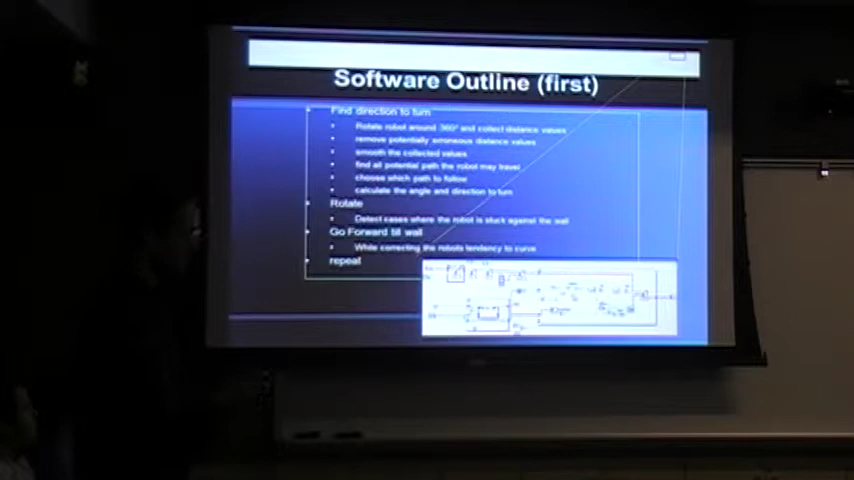 Software Outline (first)
Find direction to turn
Rotate robot around 360° and collect distance values
remove potentially erroneous distance values
smooth the collected values
find all potential path the robot may travel
choose which path to follow
calculate the angle and direction to turn
Rotate
Detect cases where the robot is stuck against the wall
Go Forward till wall
While correcting the robots tendency to curve
repeat